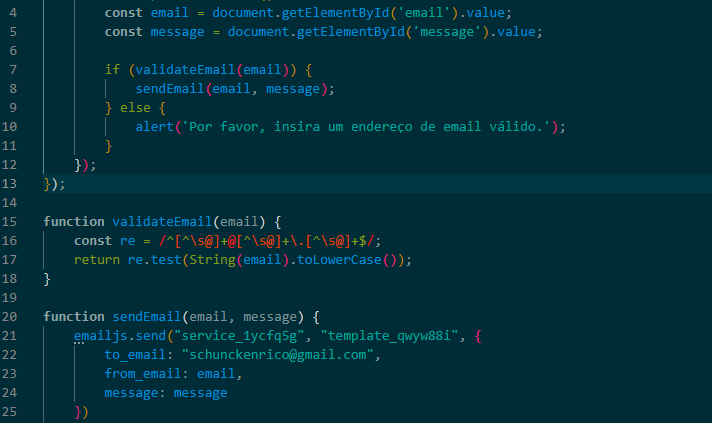 4 const email = document.getElementById('email').value;
5 const message = document.getElementById('message').value;
6
7 if (validateEmail(email)) {
8 sendEmail(email, message);
9 } else {
10 alert('Por favor, insira um endereço de email válido.');
11 }
12 });
13 });
14
15 function validateEmail(email) {
16 const re = /^[^\s@]+@[^\s@]+\.[^\s@]+$/;
17 return re.test(String(email).toLowerCase());
18 }
19
20 function sendEmail(email, message) {
21 emailjs.send("service_1ycfq5g", "template_qwyw88i", {
22 to_email: "schunckenrico@gmail.com",
23 from_email: email,
24 message: message
25 })